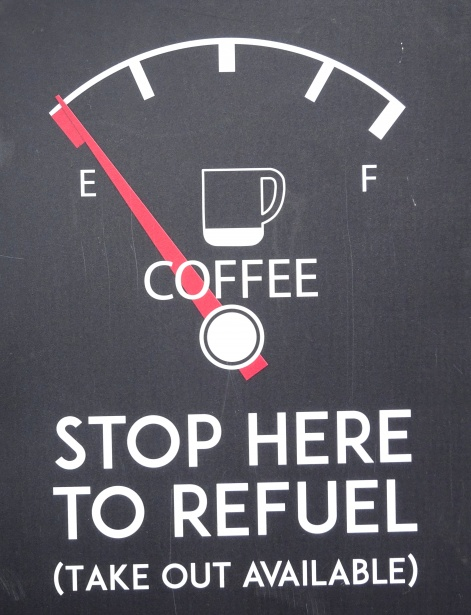 E F
COFFEE
STOP HERE
TO REFUEL
(TAKE OUT AVAILABLE)